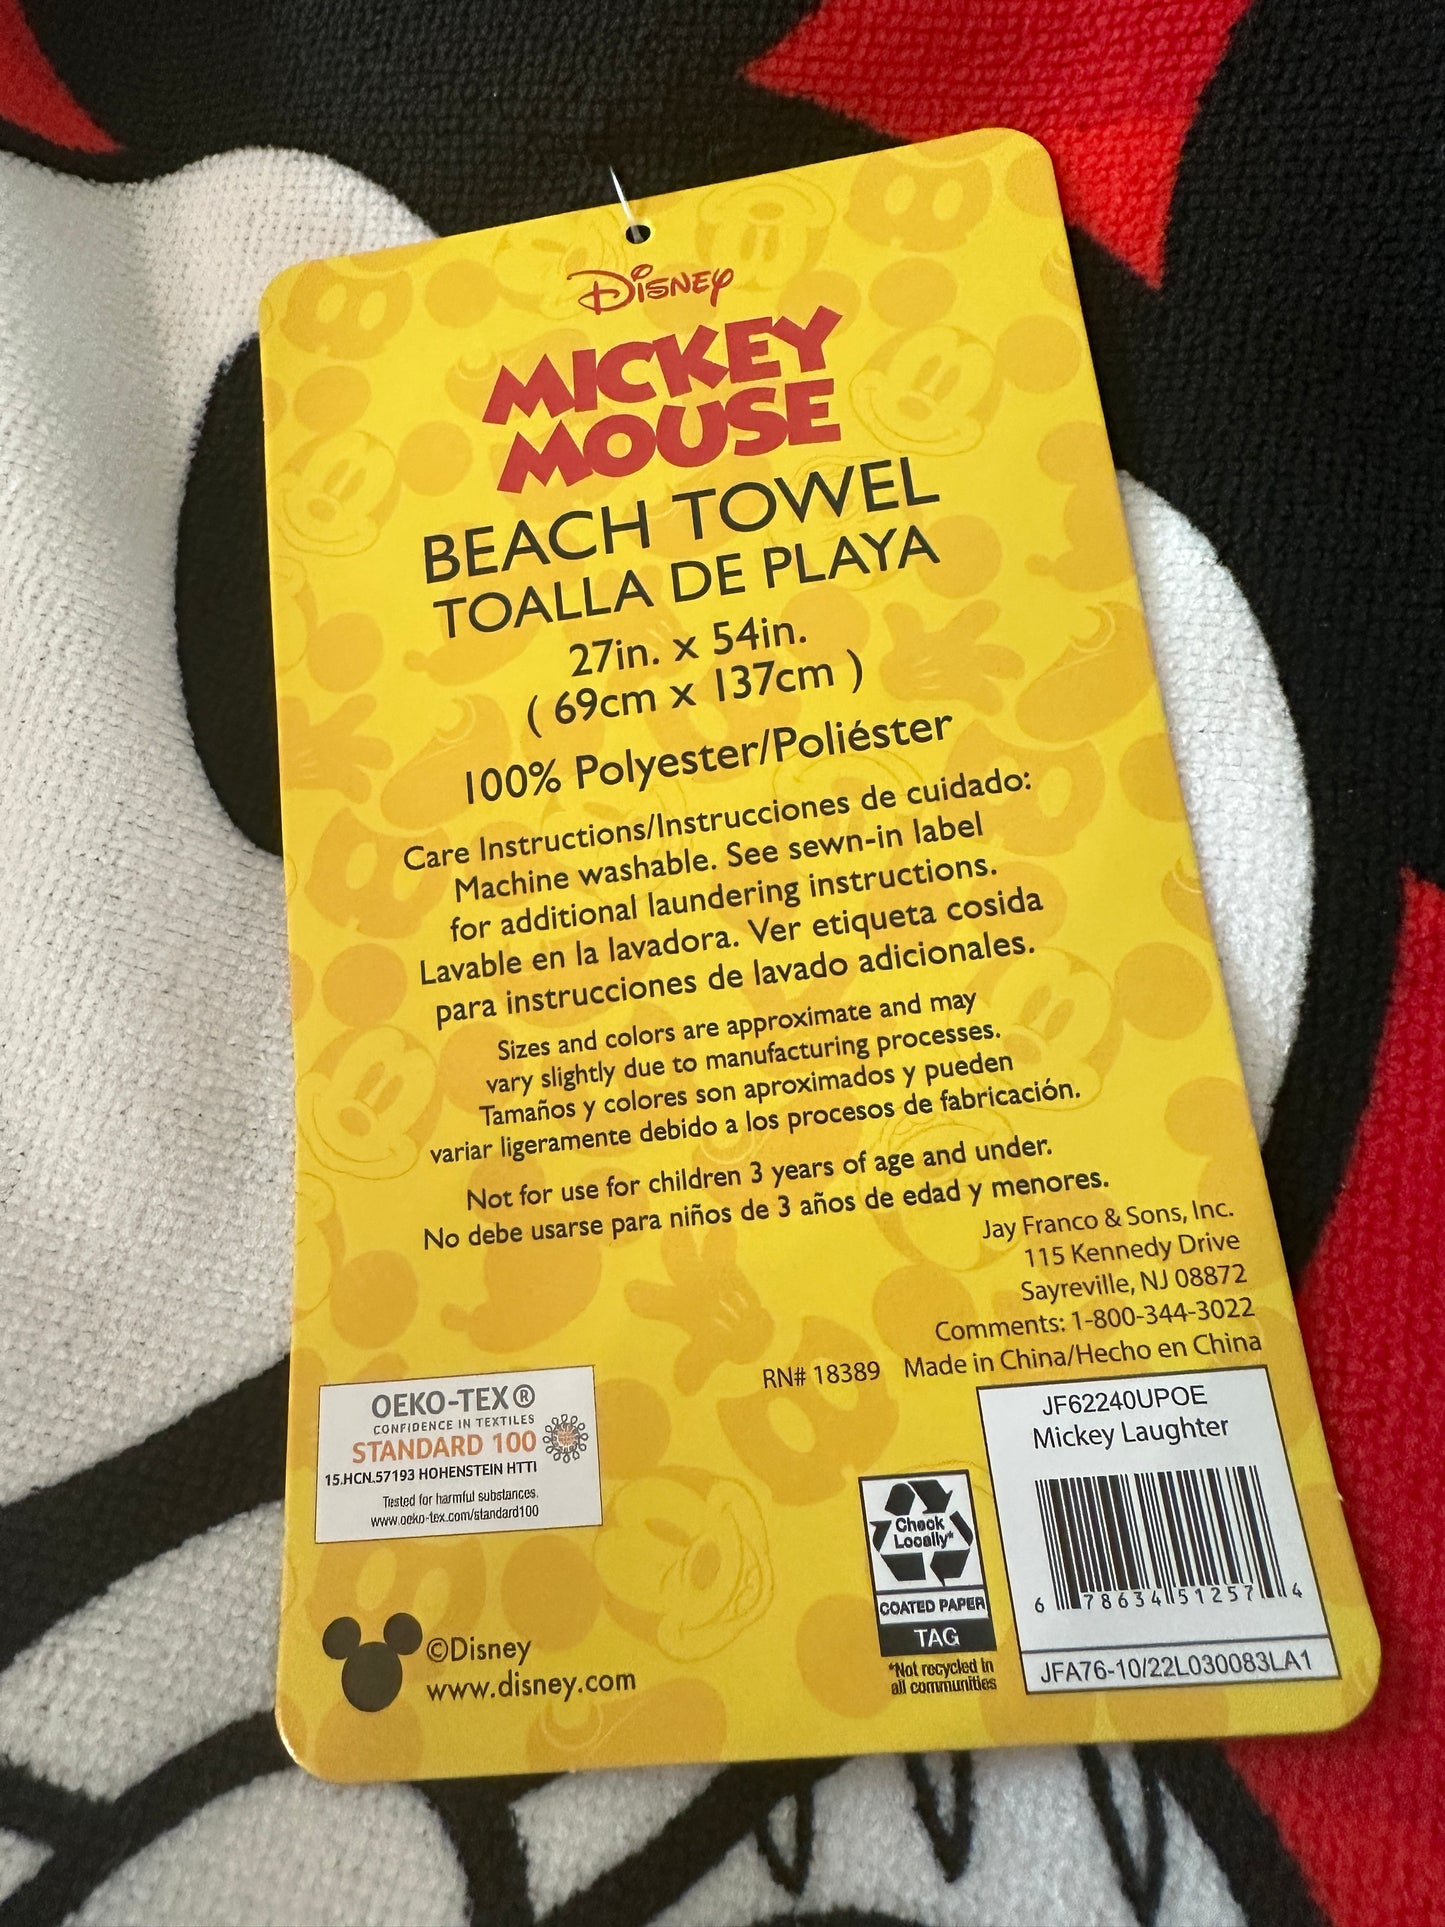 Disney
MICKEY
MOUSE
BEACH TOWEL
TOALLA DE PLAYA
27in. x 54in.
( 69cm x 137cm )
100% Polyester/Poliéster
Care Instructions/Instrucciones de cuidado:
Machine washable. See sewn-in label
for additional laundering instructions.
Lavable en la lavadora. Ver etiqueta cosida
para instrucciones de lavado adicionales.
Sizes and colors are approximate and may
vary slightly due to manufacturing processes.
Tamaños y colores son aproximados y pueden
variar ligeramente debido a los procesos de fabricación.
Not for use for children 3 years of age and under.
No debe usarse para niños de 3 años de edad y menores.
Jay Franco & Sons, Inc.
115 Kennedy Drive
Sayreville, NJ 08872
Comments: 1-800-344-3022
RN# 18389 Made in China/Hecho en China
OEKO-TEX®
CONFIDENCE IN TEXTILES
STANDARD 100
15.HCN.57193 HOHENSTEIN HTTI
Tested for harmful substances.
www.oeko-tex.com/standard100
©Disney
www.disney.com
Check
Locally*
COATED PAPER
TAG
*Not recycled in
all communities
JF62240UPOE
Mickey Laughter
6 78634 51257 4
JFA76-10/22L030083LA1